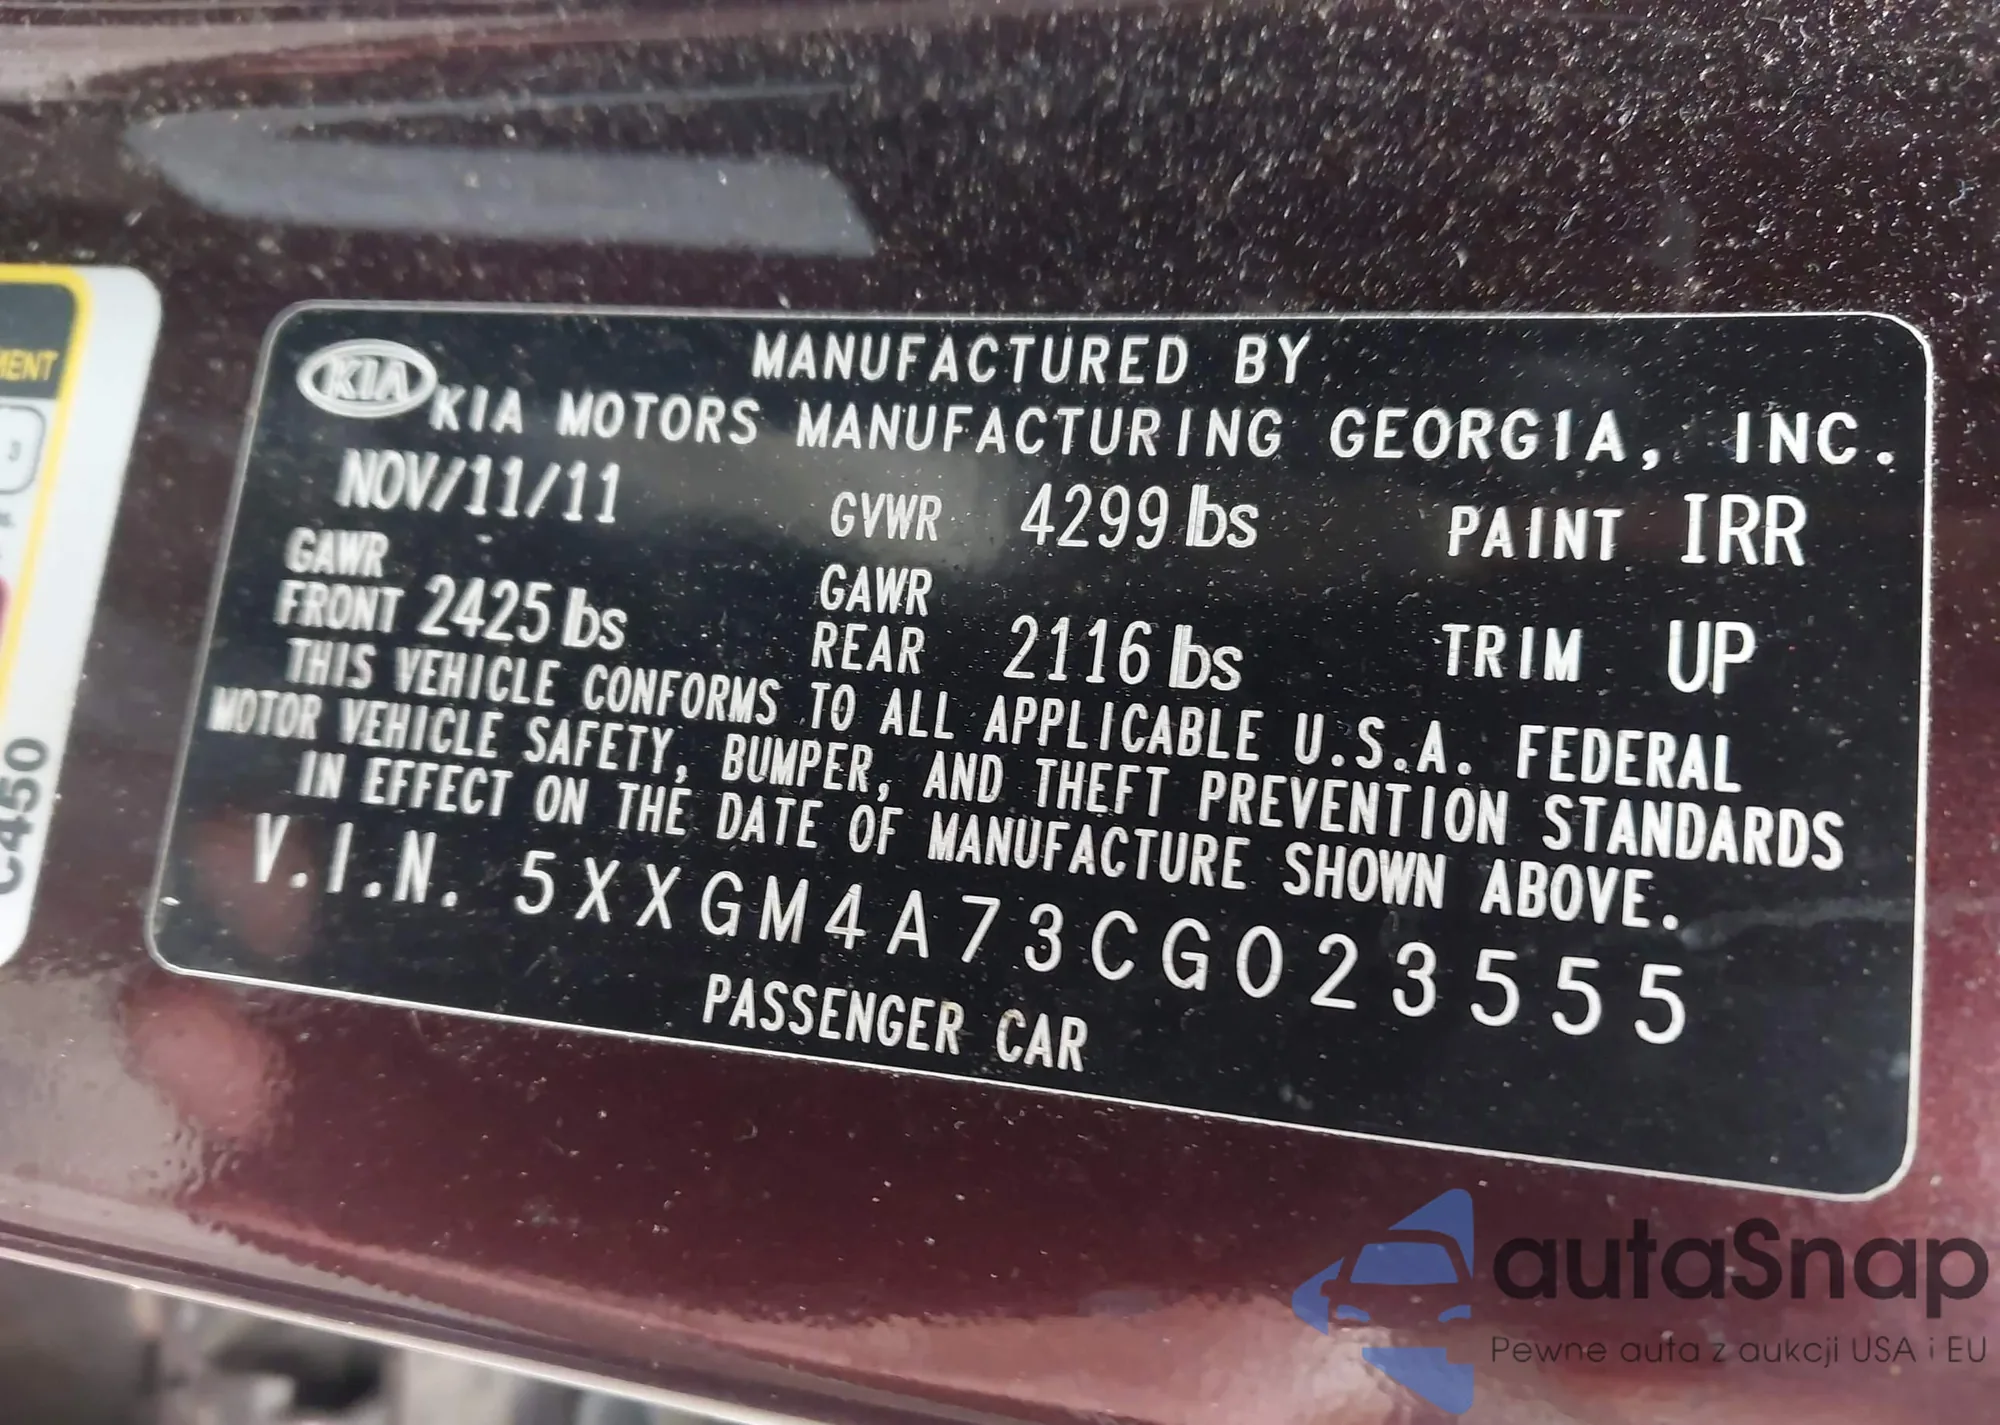 MENT
3
C450
KIA
MANUFACTURED BY
KIA MOTORS MANUFACTURING GEORGIA, INC.
NOV/11/11 GVWR 4299 lbs PAINT IRR
GAWR FRONT 2425 lbs GAWR REAR 2116 lbs TRIM UP
THIS VEHICLE CONFORMS TO ALL APPLICABLE U.S.A. FEDERAL
MOTOR VEHICLE SAFETY, BUMPER, AND THEFT PREVENTION STANDARDS
IN EFFECT ON THE DATE OF MANUFACTURE SHOWN ABOVE.
V.I.N. 5XXGM4A73CG023555
PASSENGER CAR
autaSnap
Pewne auta z aukcji USA i EU